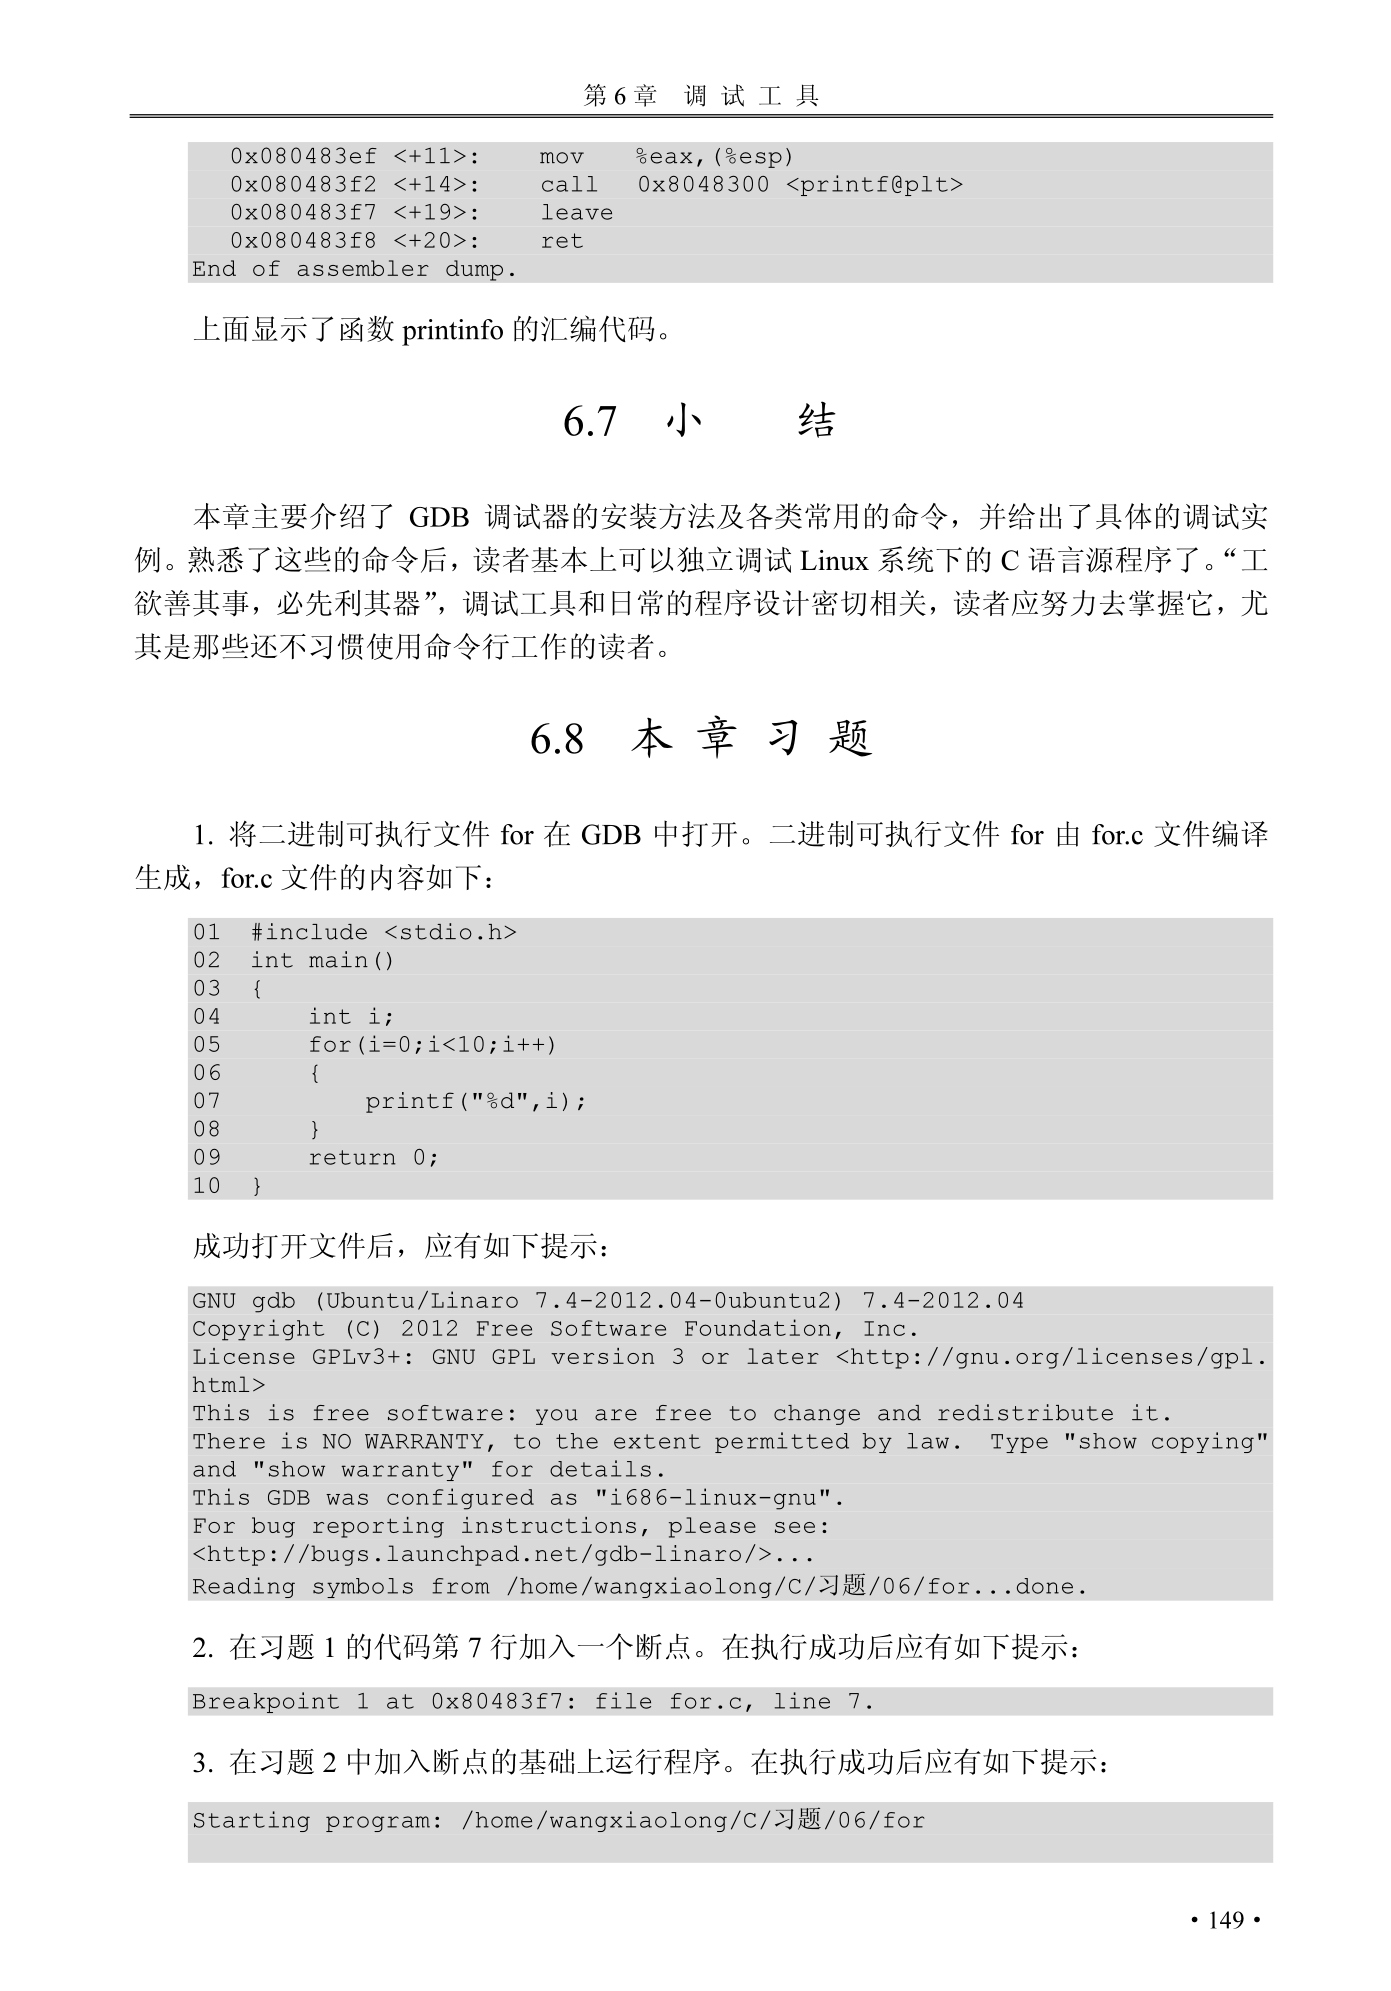 第 6 章　调 试 工 具
0x080483ef <+11>:    mov    %eax,(%esp)
0x080483f2 <+14>:    call   0x8048300 <printf@plt>
0x080483f7 <+19>:    leave
0x080483f8 <+20>:    ret
End of assembler dump.
上面显示了函数 printinfo 的汇编代码。
6.7　小　　结
本章主要介绍了 GDB 调试器的安装方法及各类常用的命令，并给出了具体的调试实
例。熟悉了这些的命令后，读者基本上可以独立调试 Linux 系统下的 C 语言源程序了。“工
欲善其事，必先利其器”，调试工具和日常的程序设计密切相关，读者应努力去掌握它，尤
其是那些还不习惯使用命令行工作的读者。
6.8　本 章 习 题
1. 将二进制可执行文件 for 在 GDB 中打开。二进制可执行文件 for 由 for.c 文件编译
生成，for.c 文件的内容如下：
01  #include <stdio.h>
02  int main()
03  {
04      int i;
05      for(i=0;i<10;i++)
06      {
07          printf("%d",i);
08      }
09      return 0;
10  }
成功打开文件后，应有如下提示：
GNU gdb (Ubuntu/Linaro 7.4-2012.04-0ubuntu2) 7.4-2012.04
Copyright (C) 2012 Free Software Foundation, Inc.
License GPLv3+: GNU GPL version 3 or later <http://gnu.org/licenses/gpl.
html>
This is free software: you are free to change and redistribute it.
There is NO WARRANTY, to the extent permitted by law.  Type "show copying"
and "show warranty" for details.
This GDB was configured as "i686-linux-gnu".
For bug reporting instructions, please see:
<http://bugs.launchpad.net/gdb-linaro/>...
Reading symbols from /home/wangxiaolong/C/习题/06/for...done.
2. 在习题 1 的代码第 7 行加入一个断点。在执行成功后应有如下提示：
Breakpoint 1 at 0x80483f7: file for.c, line 7.
3. 在习题 2 中加入断点的基础上运行程序。在执行成功后应有如下提示：
Starting program: /home/wangxiaolong/C/习题/06/for
• 149 •